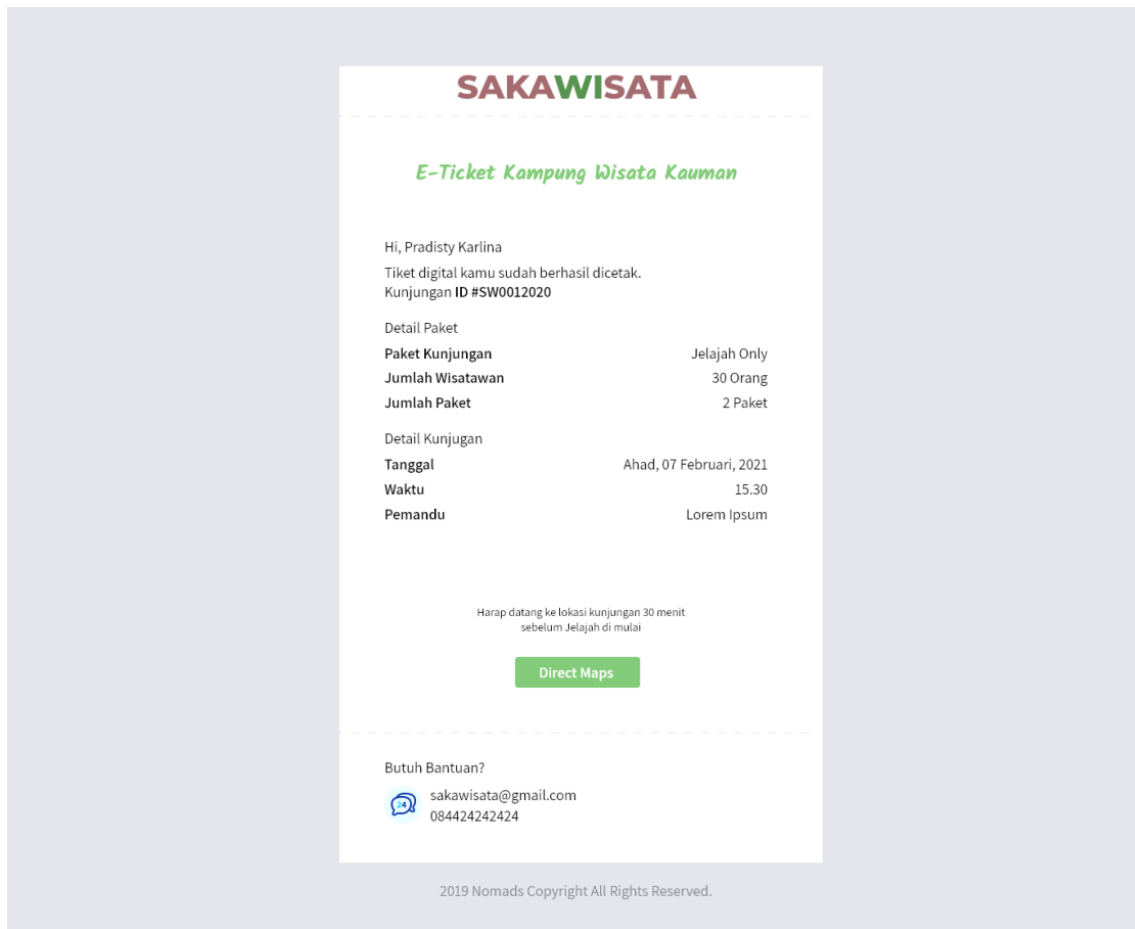 SAKAWISATA
E-Ticket Kampung Wisata Kauman
Hi, Pradisty Karlina
Tiket digital kamu sudah berhasil dicetak.
Kunjungan ID #SW0012020
Detail Paket
Paket Kunjungan Jelajah Only
Jumlah Wisatawan 30 Orang
Jumlah Paket 2 Paket
Detail Kunjugan
Tanggal Ahad, 07 Februari, 2021
Waktu 15.30
Pemandu Lorem Ipsum
Harap datang ke lokasi kunjungan 30 menit
sebelum Jelajah di mulai
Direct Maps
Butuh Bantuan?
24 sakawisata@gmail.com
084424242424
2019 Nomads Copyright All Rights Reserved.